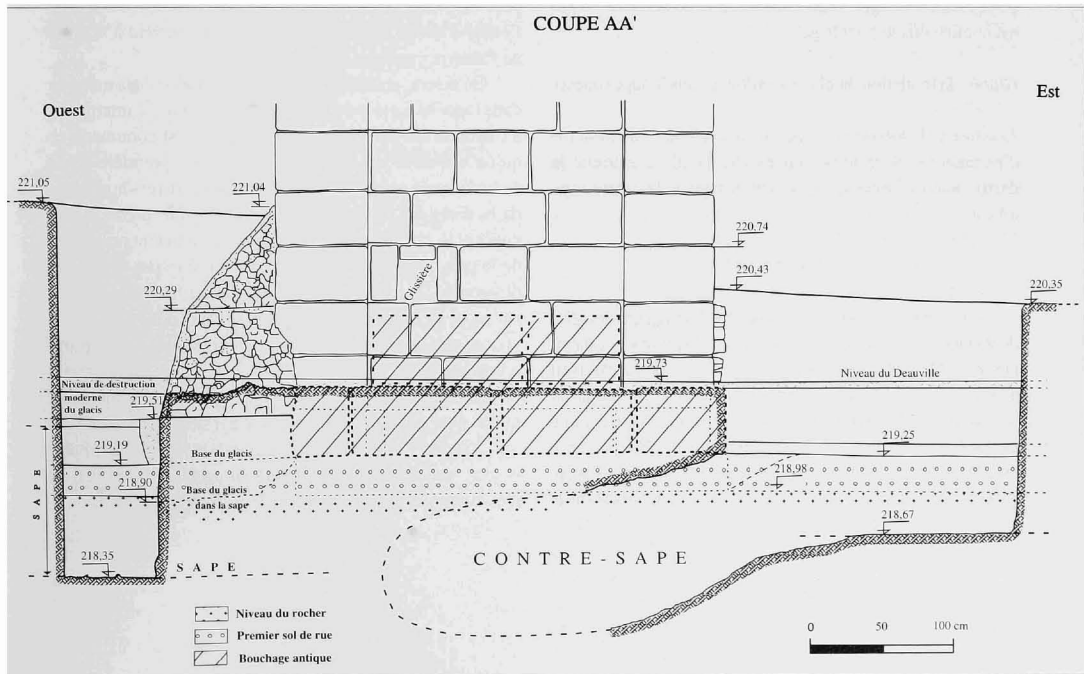 COUPE AA'
Ouest
Est
221,05
221,04
220,74
220,43
220,35
220,29
Glissière
219,73
Niveau du Deauville
Niveau de destruction
moderne
du glacis
219,51
219,19
Base du glacis
219,25
218,98
218,90
Base du glacis
dans la sape
218,67
SAPE
218,35
SAPE
CONTRE-SAPE
Niveau du rocher
Premier sol de rue
Bouchage antique
0 50 100 cm